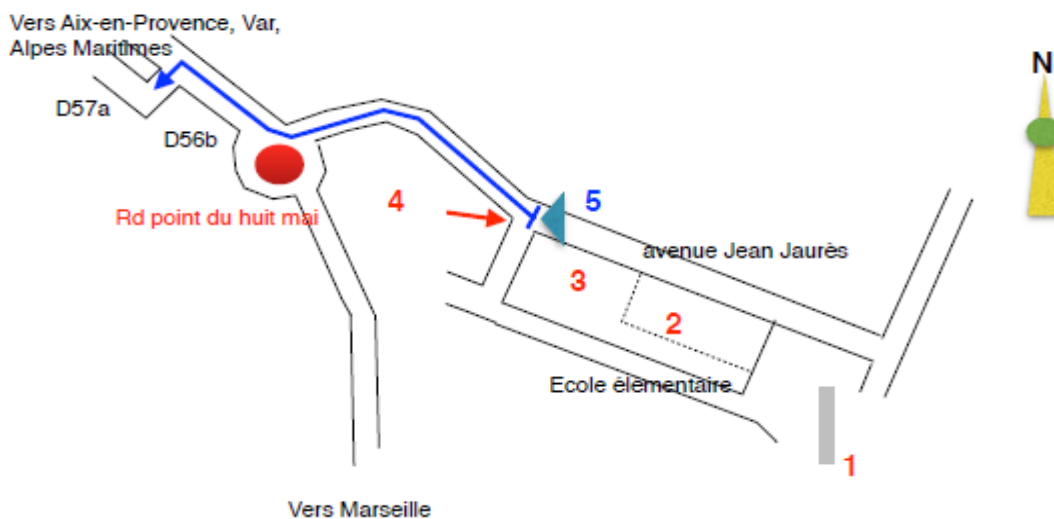 Vers Aix-en-Provence, Var,
Alpes Maritimes
N
D57a
D56b
4
5
Rd point du huit mai
avenue Jean Jaurès
3
2
Ecole élementaire
1
Vers Marseille